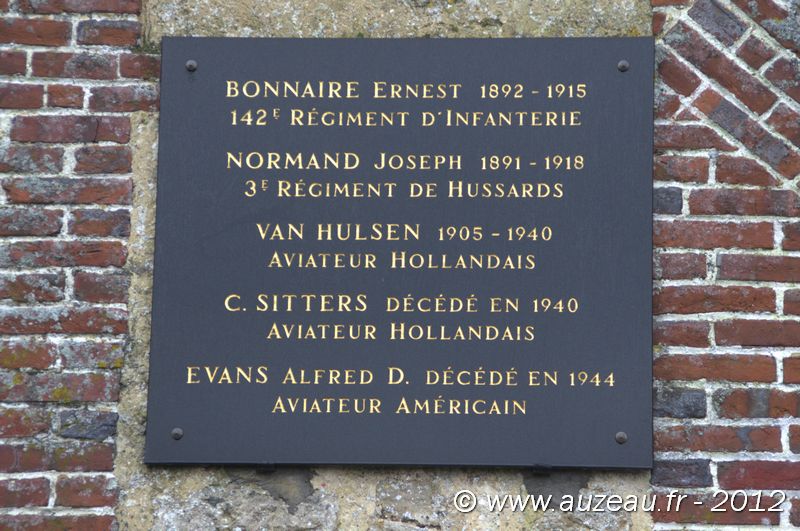 BONNAIRE ERNEST 1892 - 1915
142E RÉGIMENT D'INFANTERIE
NORMAND JOSEPH 1891 - 1918
3E RÉGIMENT DE HUSSARDS
VAN HULSEN 1905 - 1940
AVIATEUR HOLLANDAIS
C. SITTERS DÉCÉDÉ EN 1940
AVIATEUR HOLLANDAIS
EVANS ALFRED D. DÉCÉDÉ EN 1944
AVIATEUR AMÉRICAIN
© www.auzeau.fr - 2012